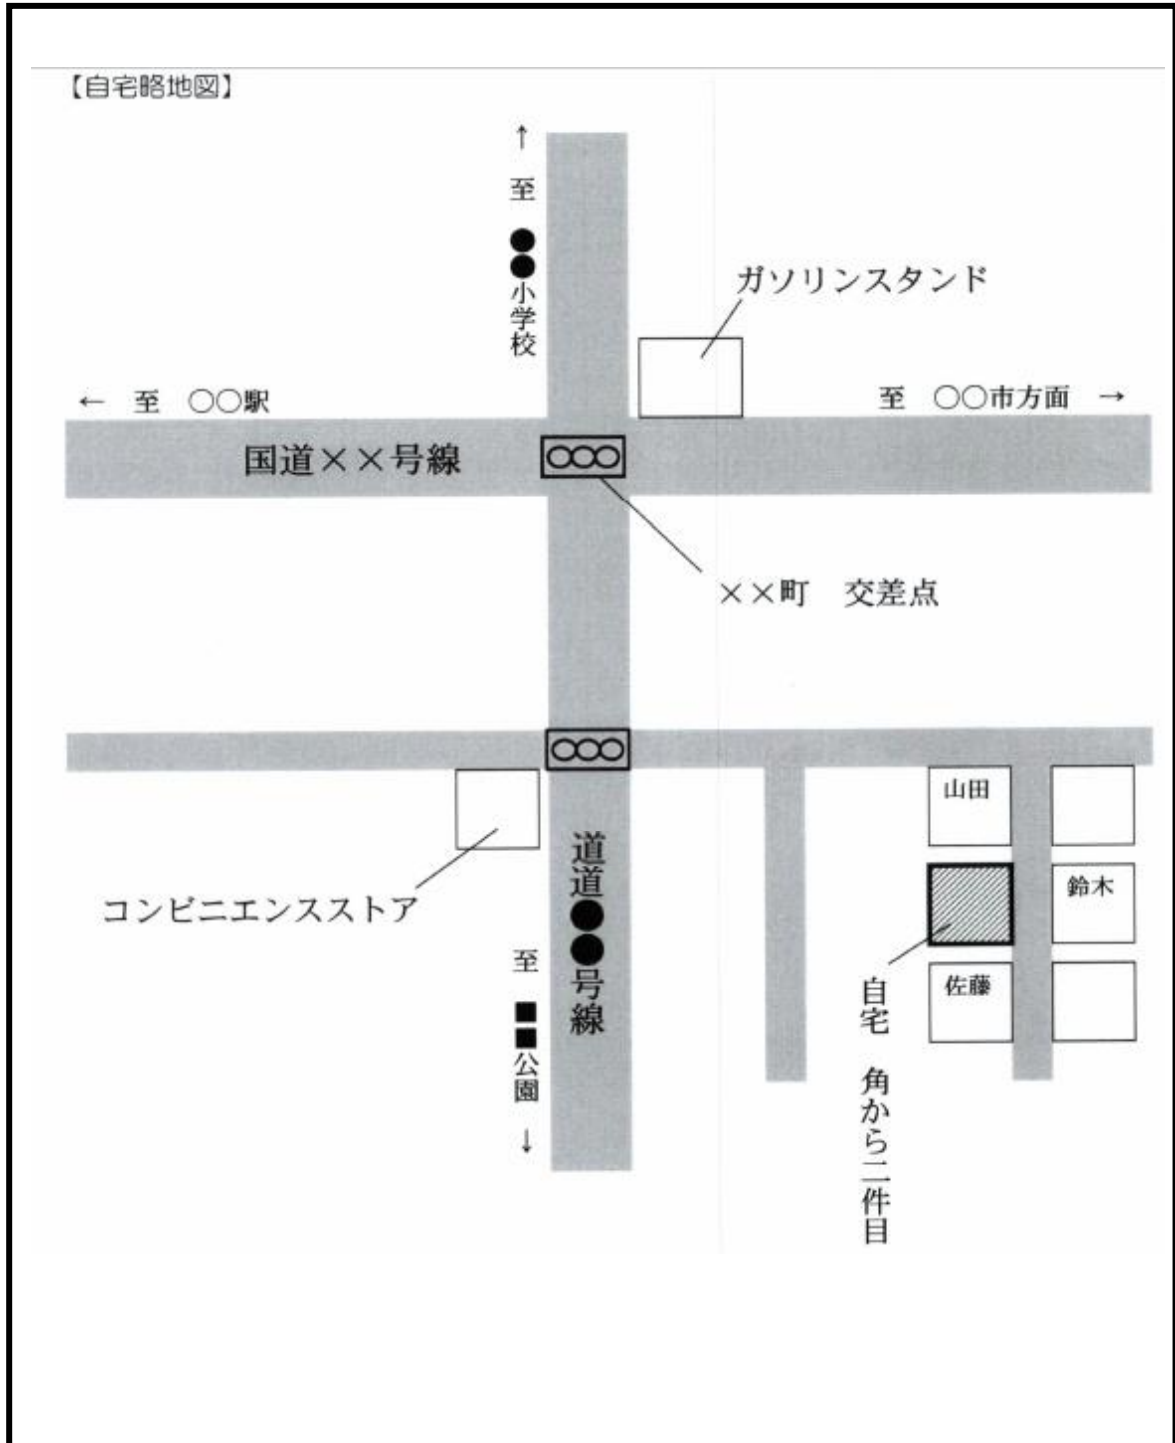 【自宅略地図】
↑ 至 ●●小学校
ガソリンスタンド
← 至 ○○駅
至 ○○市方面 →
国道××号線
××町 交差点
山田
コンビニエンスストア
道道●●号線
鈴木
至 ■■公園 ↓
佐藤
自宅 角から二件目